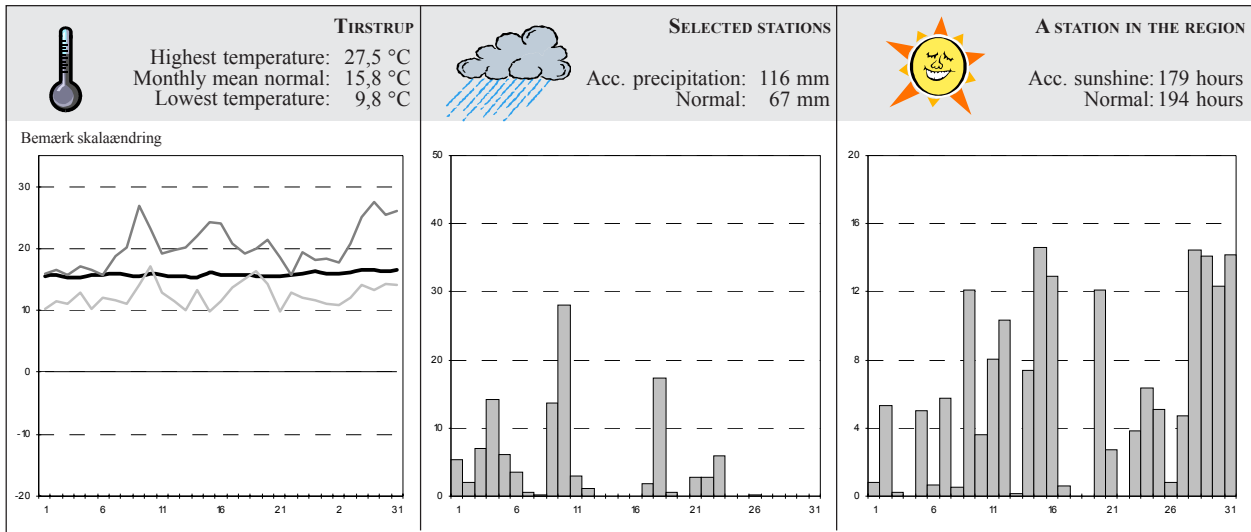 TIRSTRUP
Highest temperature: 27,5 °C
Monthly mean normal: 15,8 °C
Lowest temperature: 9,8 °C
Bemærk skalaændring
30
20
10
0
-10
-20
1 6 11 16 21 2 31
SELECTED STATIONS
Acc. precipitation: 116 mm
Normal: 67 mm
50
40
30
20
10
0
1 6 11 16 21 26 31
A STATION IN THE REGION
Acc. sunshine: 179 hours
Normal: 194 hours
20
16
12
8
4
0
1 6 11 16 21 26 31